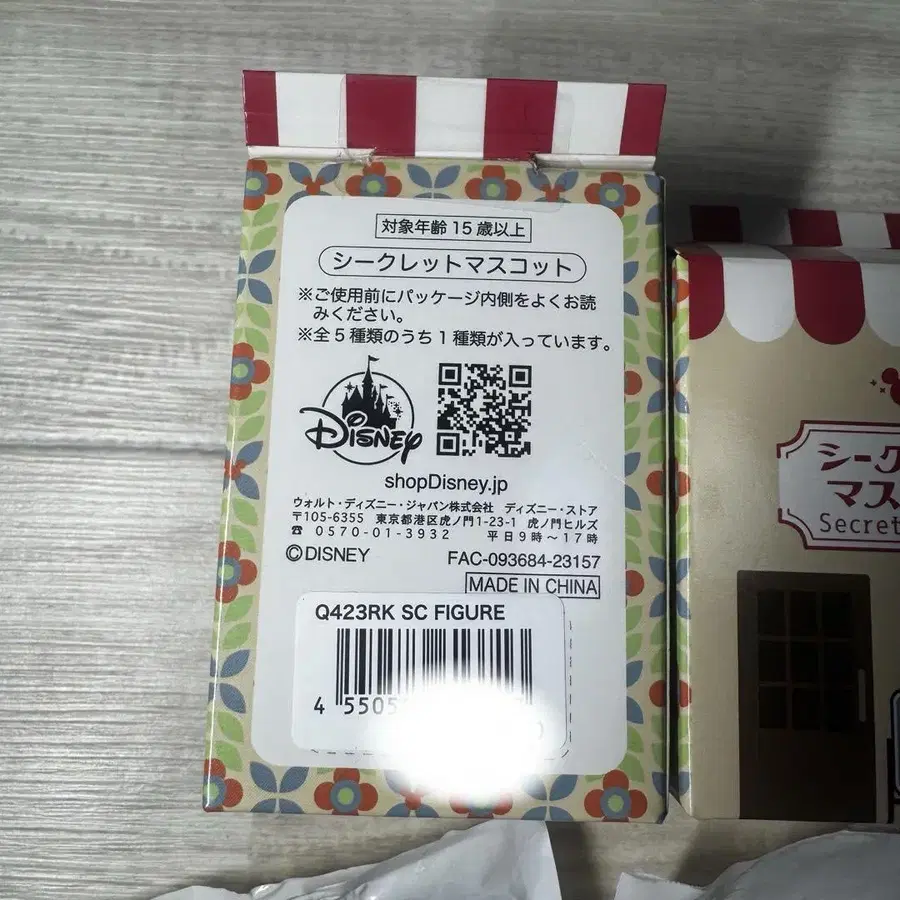 対象年齢15歳以上
シークレットマスコット
※ご使用前にパッケージ内側をよくお読
みください。
※全5種類のうち1種類が入っています。
Disney
shopDisney.jp
ウォルト・ディズニー・ジャパン株式会社 ディズニー・ストア
〒105-6355 東京都港区虎ノ門1-23-1 虎ノ門ヒルズ
☎ 0570-01-3932 平日9時～17時
©DISNEY FAC-093684-23157
MADE IN CHINA
Q423RK SC FIGURE
4 5505
シーク
マス
Secret